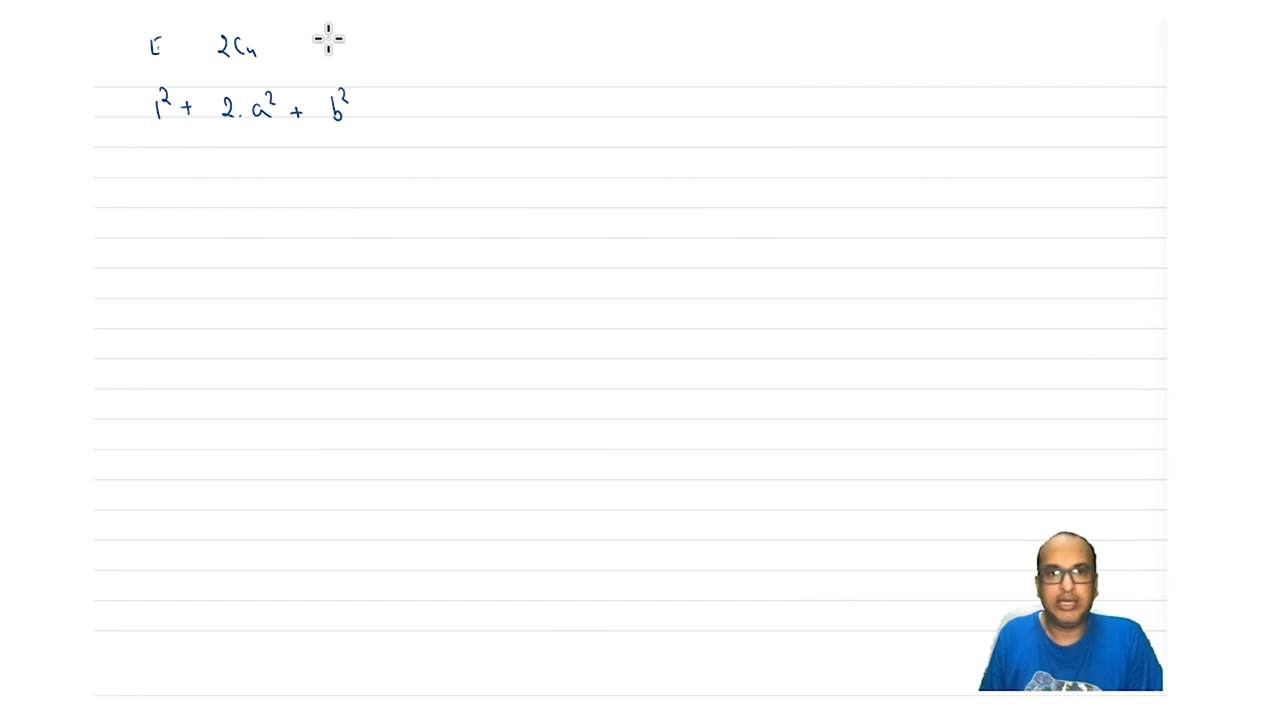 E 2C₄
1² + 2.a² + b²